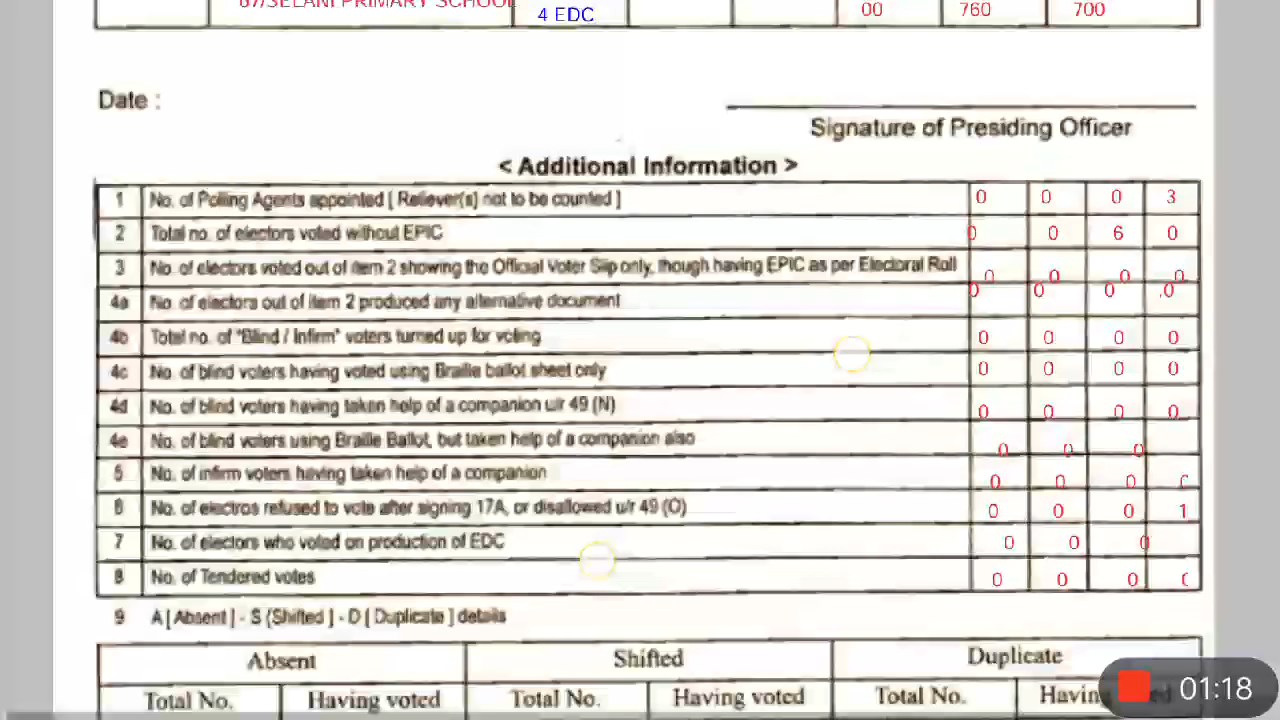 67/SELANI PRIMARY SCHOOL 4 EDC 00 760 700
Date :
Signature of Presiding Officer
< Additional Information >
1 No. of Polling Agents appointed [ Reliever(s) not to be counted ] 0 0 0 3
2 Total no. of electors voted without EPIC 0 0 6 0
3 No. of electors voted out of item 2 showing the Official Voter Slip only, though having EPIC as per Electoral Roll 0 0 0 0
4a No. of electors out of item 2 produced any alternative document 0 0 0 .0
4b Total no. of "Blind / Infirm" voters turned up for voting 0 0 0 0
4c No. of blind voters having voted using Braille ballot sheet only 0 0 0 0
4d No. of blind voters having taken help of a companion u/r 49 (N) 0 0 0 0
4e No. of blind voters using Braille Ballot, but taken help of a companion also 0 0 0
5 No. of infirm voters having taken help of a companion 0 0 0
6 No. of electros refused to vote after signing 17A, or disallowed u/r 49 (O) 0 0 0 1
7 No. of electors who voted on production of EDC 0 0 0
8 No. of Tendered votes 0 0 0
9 A [ Absent ] - S (Shifted ] - D [ Duplicate ] details
Absent Shifted Duplicate
Total No. Having voted Total No. Having voted Total No.
01:18